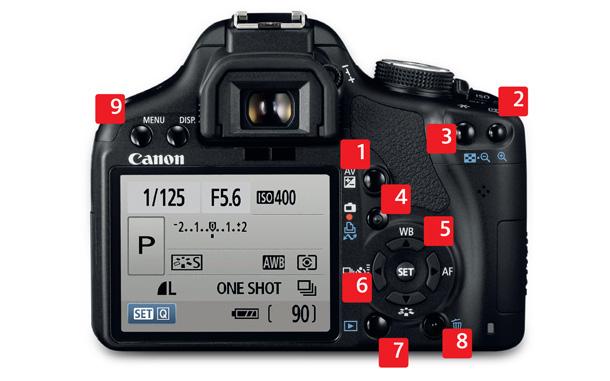 ISO
2
9
MENU DISP.
3
Canon
1
AV
4
1/125 F5.6 ISO400
WB
5
-2..1..0..1.:2
P
S
AWB
SET
AF
6
L ONE SHOT
SET Q
[ 90]
7
8